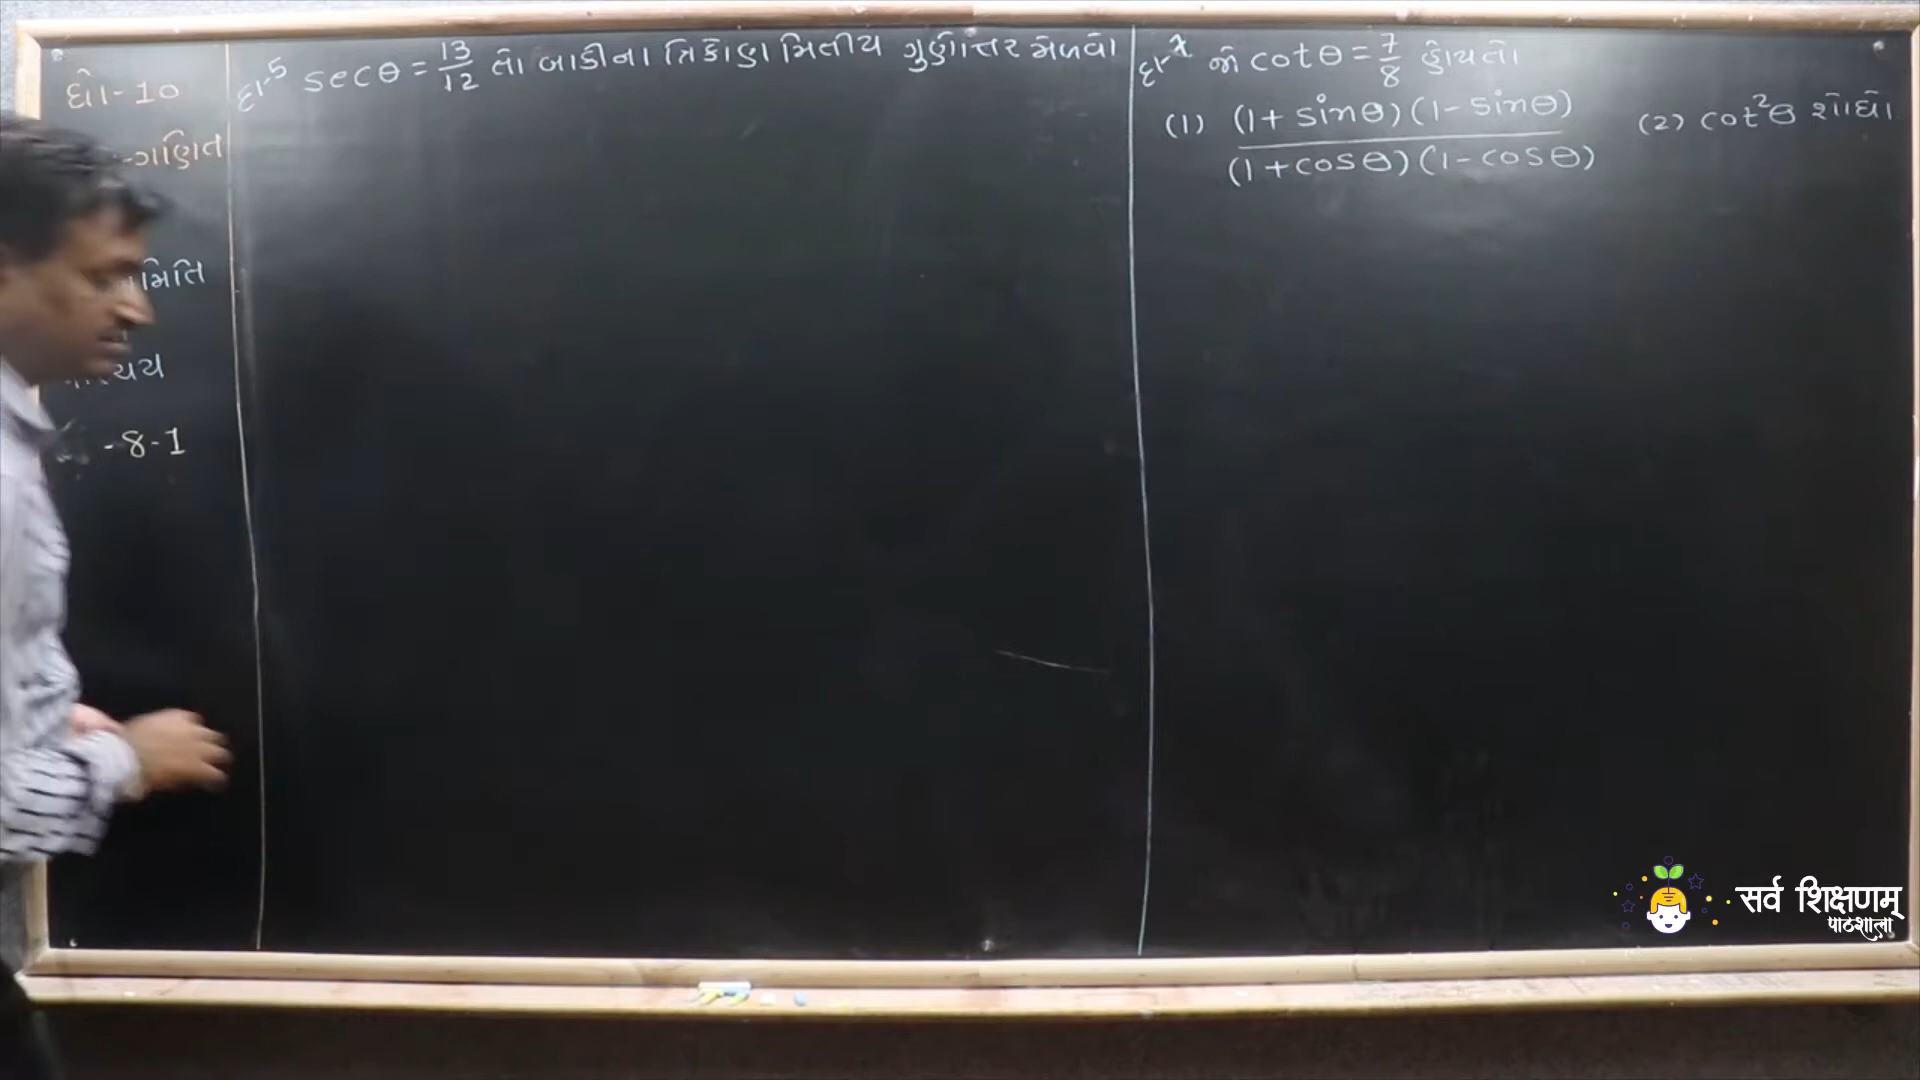 ધો-10
-ગણિત
મિતિ
ચય
-8-1
દા-5 secθ = 13/12 તો બાકીના ત્રિકોણમિતીય ગુણોત્તર મેળવો
દા-7 જો cotθ = 7/8 હોય તો
(1) (1+sinθ)(1-sinθ)/(1+cosθ)(1-cosθ) (2) cot²θ શોધો
सर्व शिक्षणम्
पाठशाला